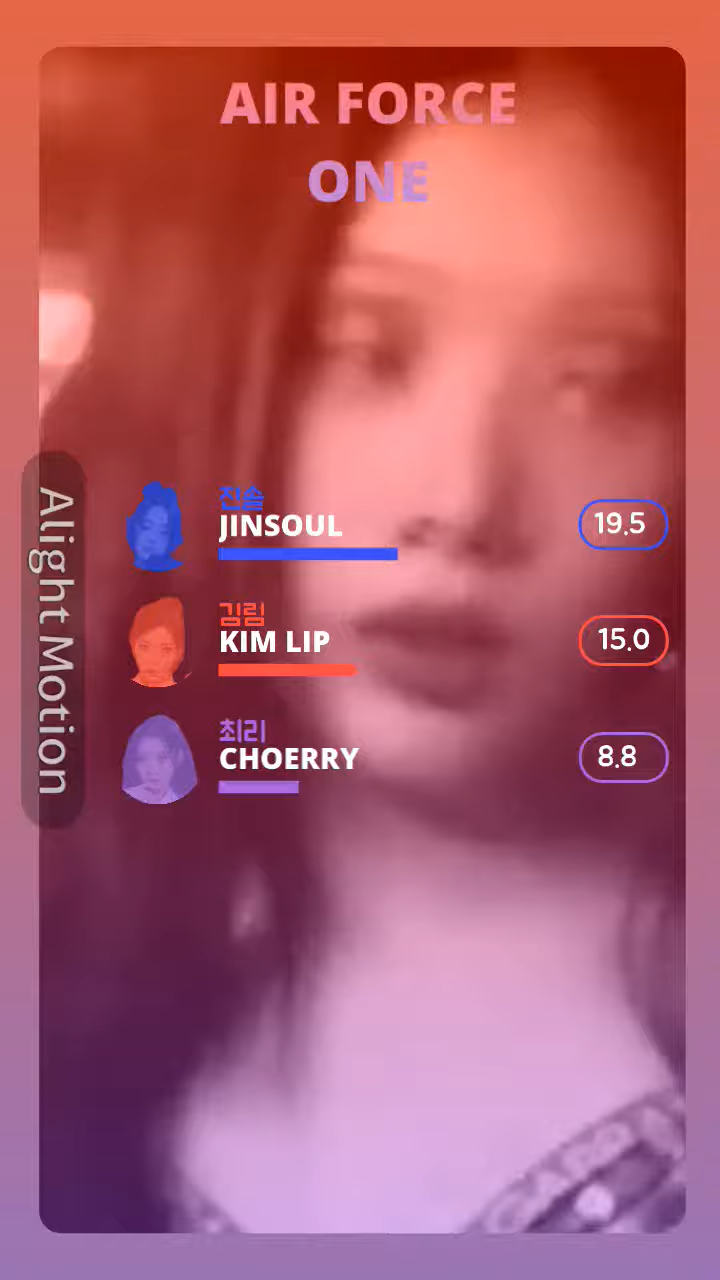 AIR FORCE
ONE
진솔
JINSOUL
19.5
김립
KIM LIP
15.0
최리
CHOERRY
8.8
Alight Motion